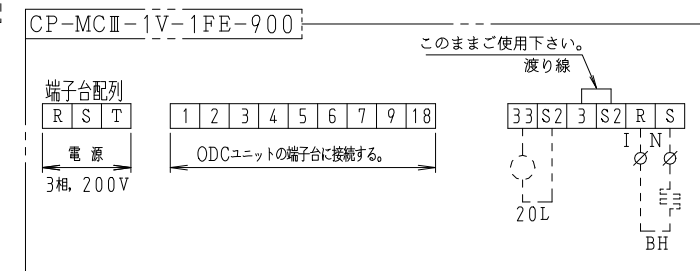 CP-MCⅢ-1V-1FE-900
このままご使用下さい。
渡り線
端子台配列
R S T
1 2 3 4 5 6 7 9 18
33 S2 3 S2 R S
I N
電源
ODCユニットの端子台に接続する。
3相, 200V
20L
BH